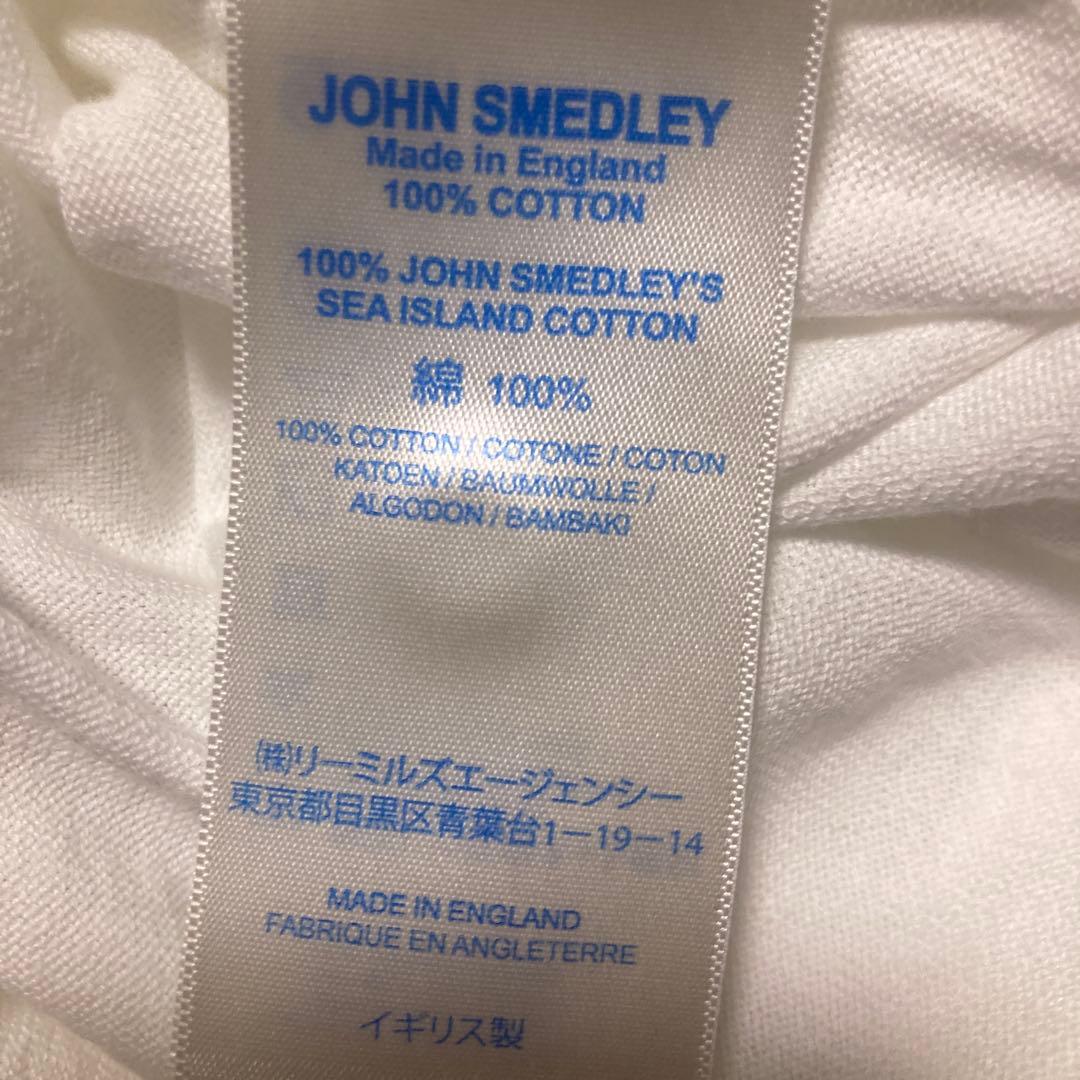 JOHN SMEDLEY
Made in England
100% COTTON
100% JOHN SMEDLEY'S
SEA ISLAND COTTON
綿 100%
100% COTTON / COTONE / COTON
KATOEN / BAUMWOLLE /
ALGODON / BAMBAKI
㈱リーミルズエージェンシー
東京都目黒区青葉台1-19-14
MADE IN ENGLAND
FABRIQUE EN ANGLETERRE
イギリス製